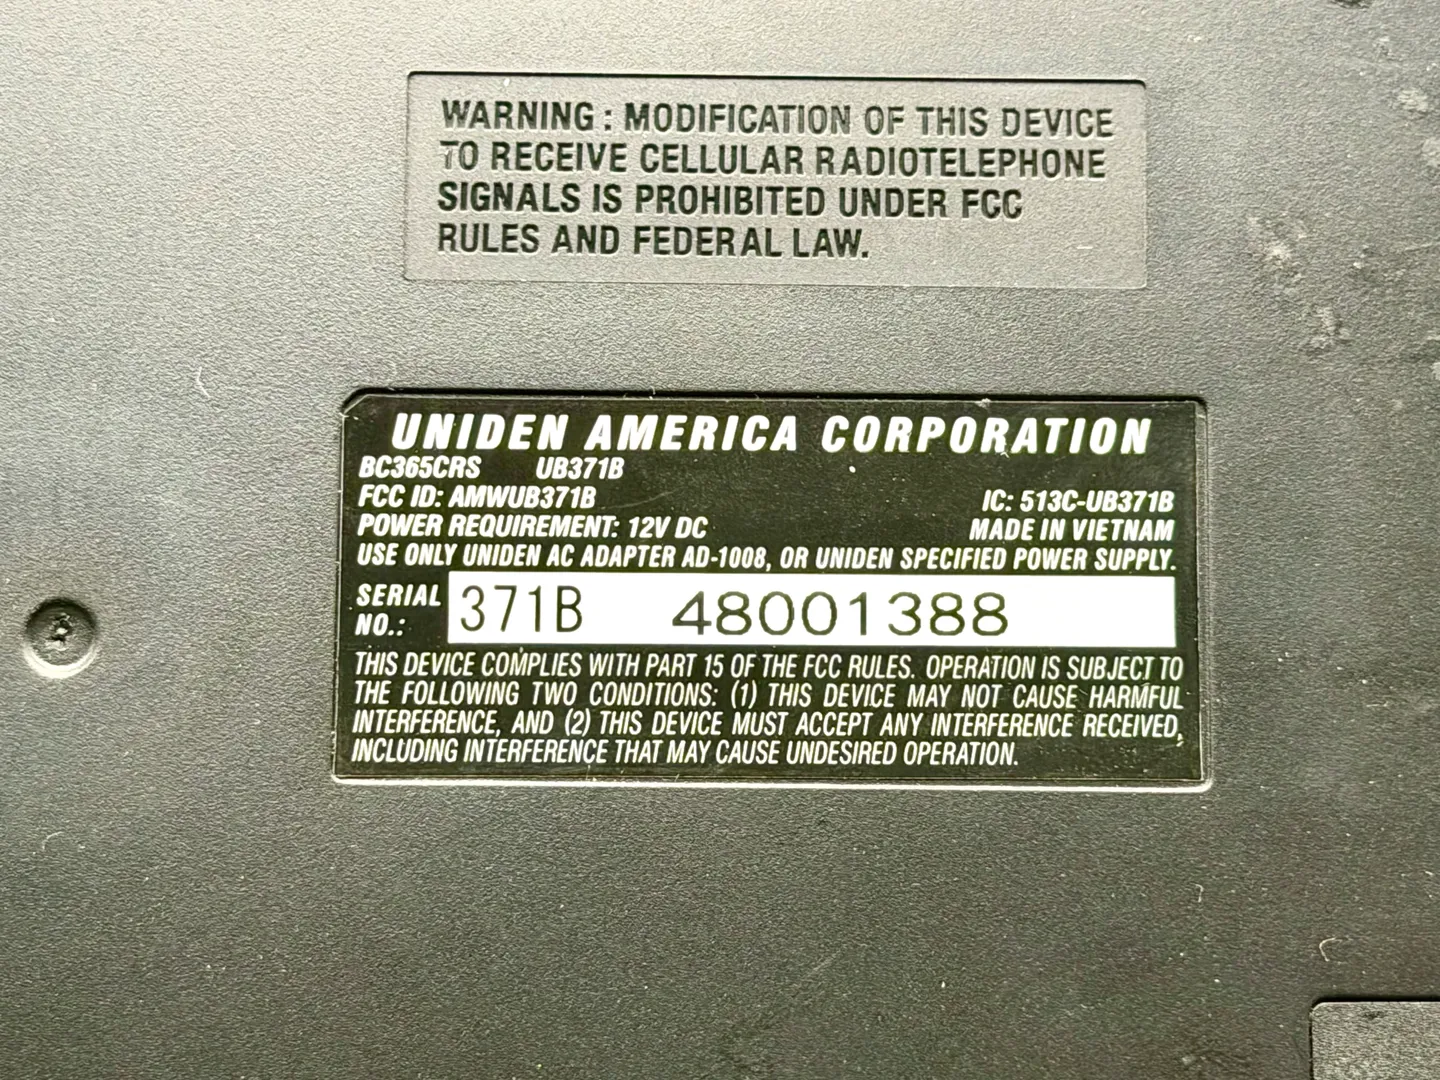 WARNING : MODIFICATION OF THIS DEVICE
TO RECEIVE CELLULAR RADIOTELEPHONE
SIGNALS IS PROHIBITED UNDER FCC
RULES AND FEDERAL LAW.
UNIDEN AMERICA CORPORATION
BC365CRS UB371B
FCC ID: AMWUB371B IC: 513C-UB371B
POWER REQUIREMENT: 12V DC MADE IN VIETNAM
USE ONLY UNIDEN AC ADAPTER AD-1008, OR UNIDEN SPECIFIED POWER SUPPLY.
SERIAL NO.: 371B 48001388
THIS DEVICE COMPLIES WITH PART 15 OF THE FCC RULES. OPERATION IS SUBJECT TO
THE FOLLOWING TWO CONDITIONS: (1) THIS DEVICE MAY NOT CAUSE HARMFUL
INTERFERENCE, AND (2) THIS DEVICE MUST ACCEPT ANY INTERFERENCE RECEIVED,
INCLUDING INTERFERENCE THAT MAY CAUSE UNDESIRED OPERATION.